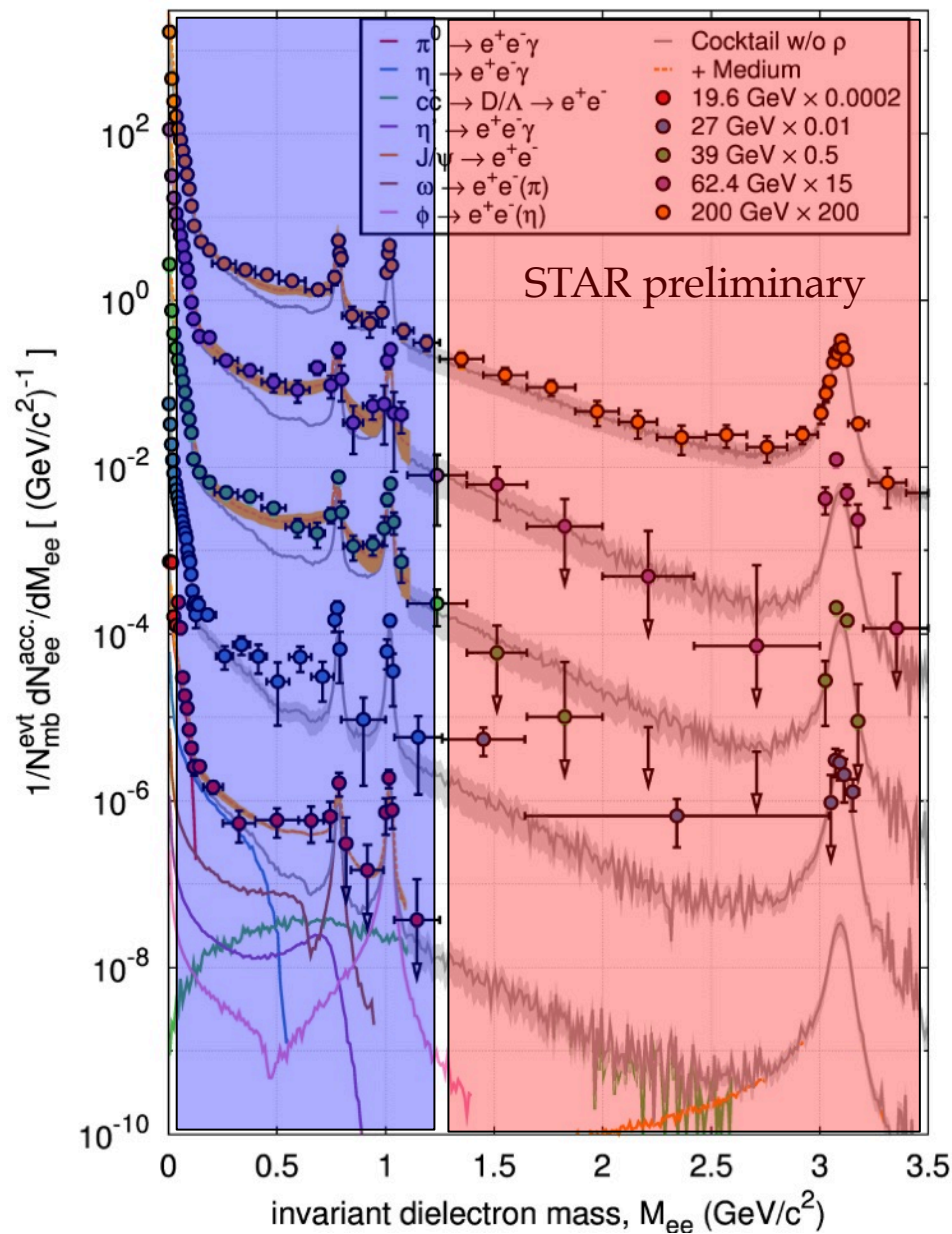 π⁰ → e⁺e⁻γ
η → e⁺e⁻γ
cc̄ → D/Λ → e⁺e⁻
η' → e⁺e⁻γ
J/ψ → e⁺e⁻
ω → e⁺e⁻(π)
ϕ → e⁺e⁻(η)
Cocktail w/o ρ
+ Medium
19.6 GeV × 0.0002
27 GeV × 0.01
39 GeV × 0.5
62.4 GeV × 15
200 GeV × 200
STAR preliminary
1/N_mb^evt dN_ee^acc./dM_ee [ (GeV/c²)⁻¹ ]
10²
10⁰
10⁻²
10⁻⁴
10⁻⁶
10⁻⁸
10⁻¹⁰
0 0.5 1 1.5 2 2.5 3 3.5
invariant dielectron mass, M_ee (GeV/c²)